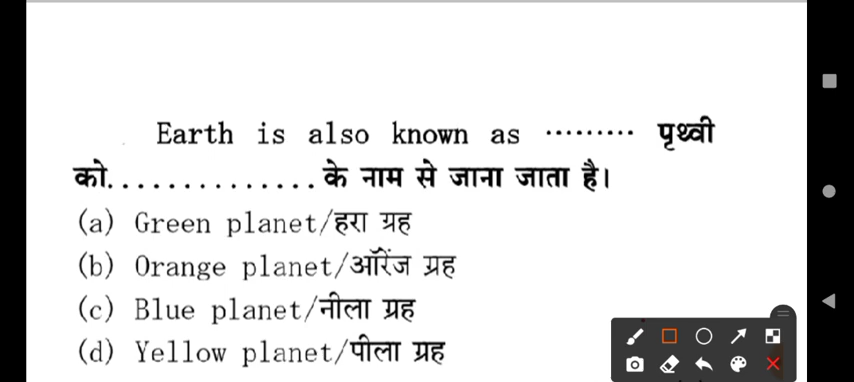 Earth is also known as ......... पृथ्वी
को............... के नाम से जाना जाता है।
(a) Green planet/हरा ग्रह
(b) Orange planet/ऑरेंज ग्रह
(c) Blue planet/नीला ग्रह
(d) Yellow planet/पीला ग्रह